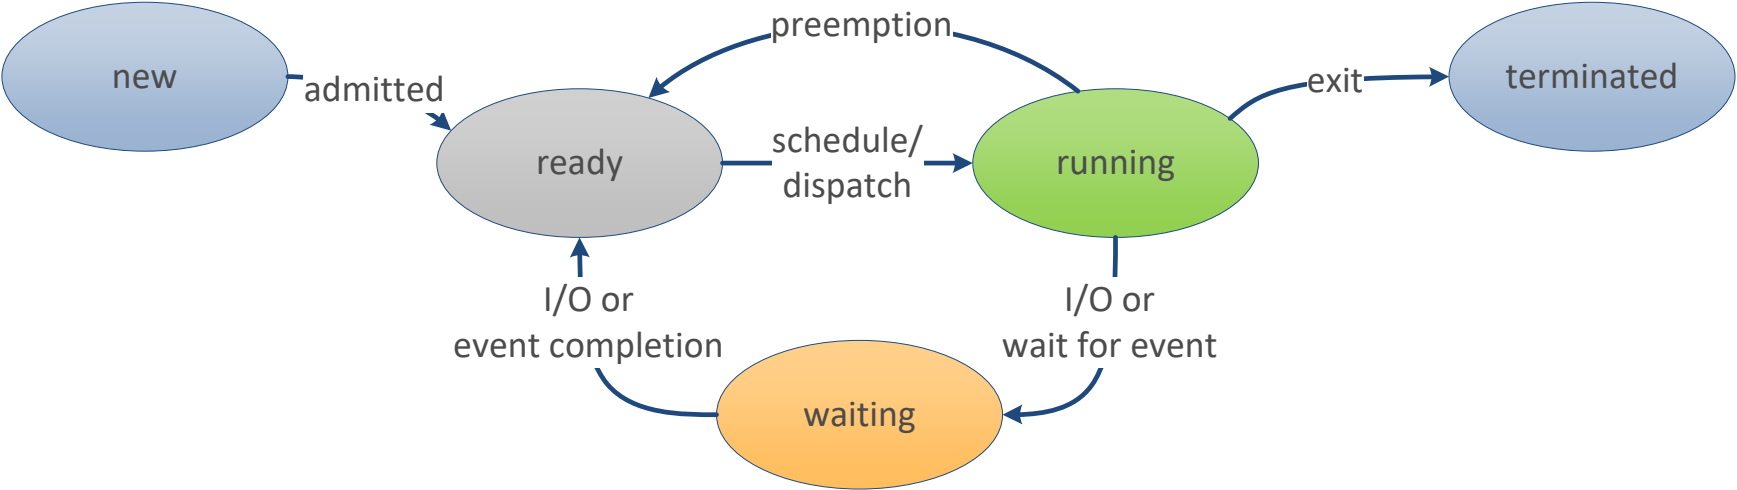 preemption
new
admitted
exit
terminated
schedule/
dispatch
ready
running
I/O or
event completion
I/O or
wait for event
waiting